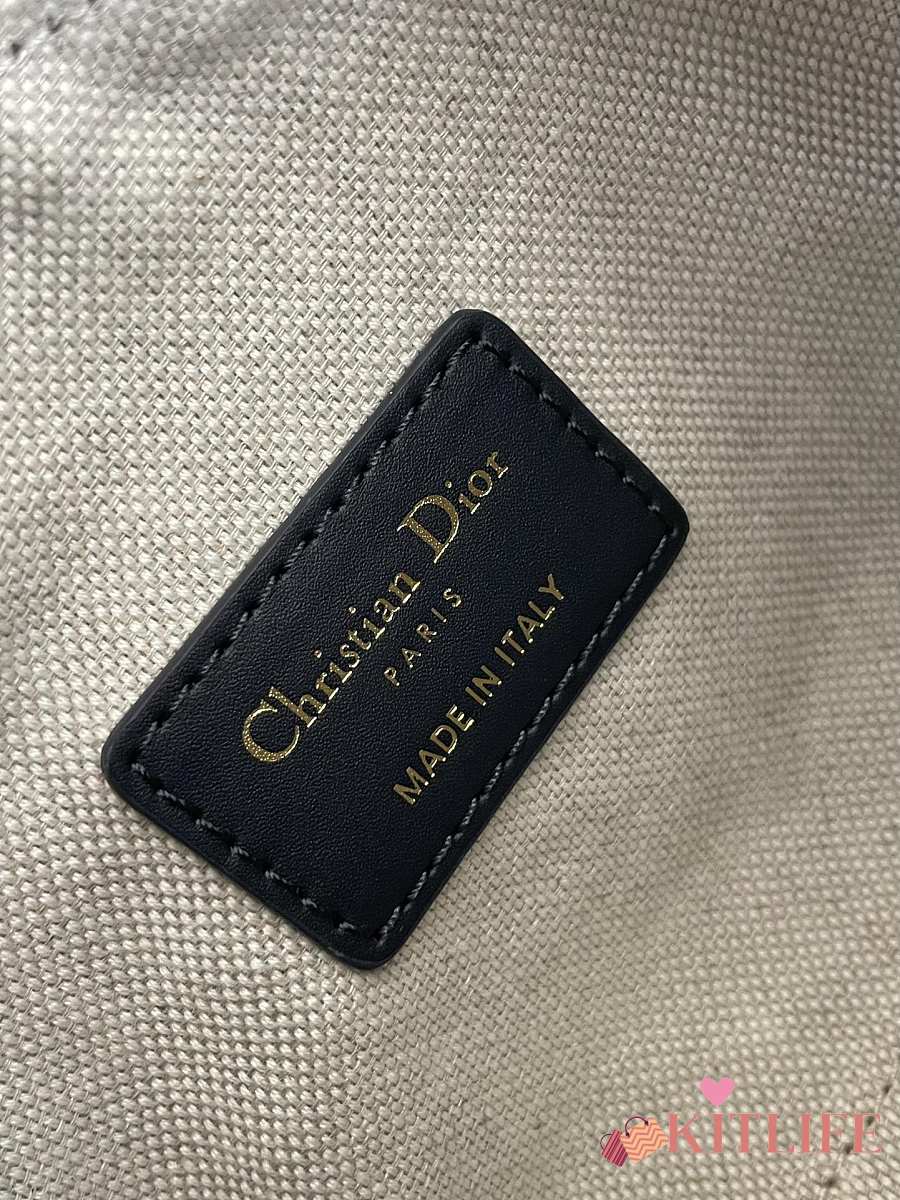 Christian Dior
PARIS
MADE IN ITALY
KITLIFE